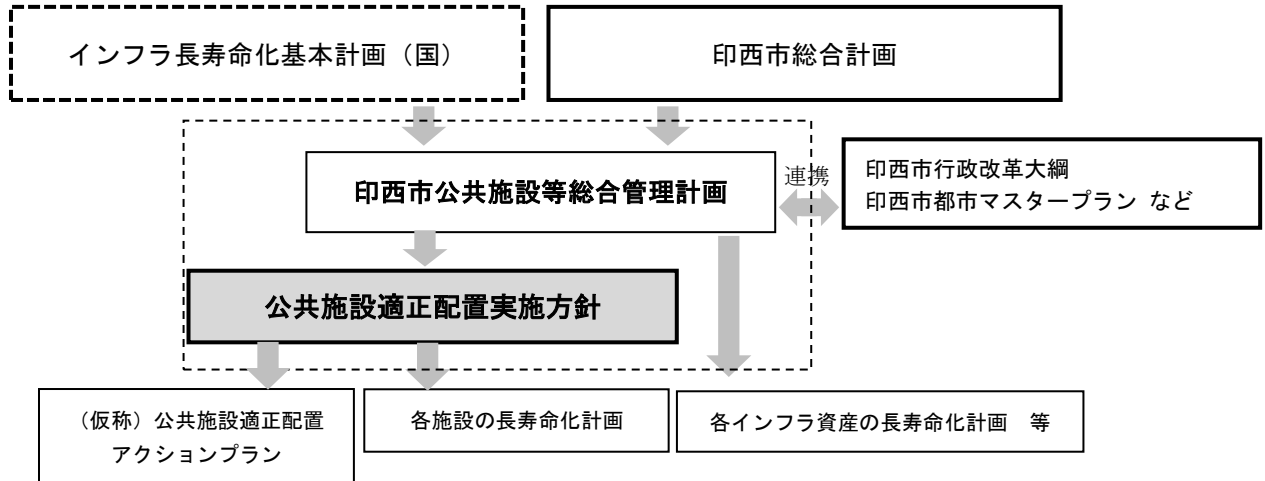 インフラ長寿命化基本計画（国）
印西市総合計画
印西市公共施設等総合管理計画
連携
印西市行政改革大綱
印西市都市マスタープラン など
公共施設適正配置実施方針
（仮称）公共施設適正配置
アクションプラン
各施設の長寿命化計画
各インフラ資産の長寿命化計画　等